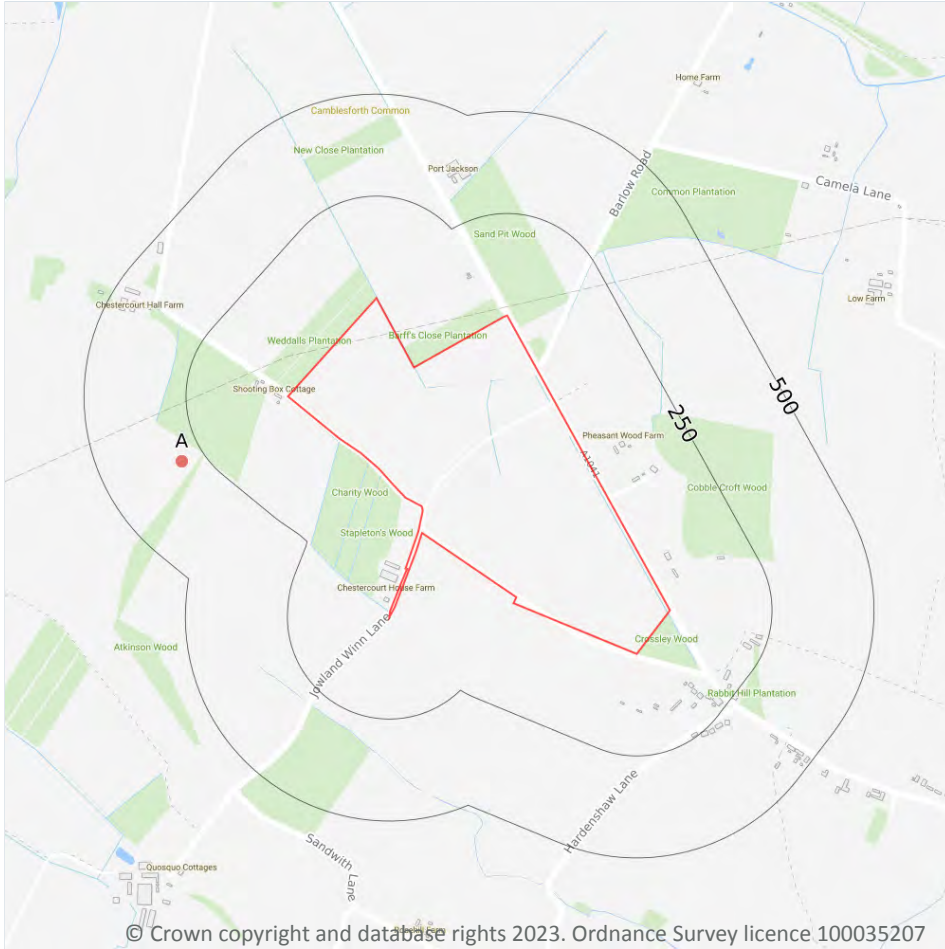 Home Farm
Camblesforth Common
New Close Plantation
Port Jackson
Barlow Road
Common Plantation
Camela Lane
Sand Pit Wood
Low Farm
Chestercourt Hall Farm
Weddalls Plantation
Barff's Close Plantation
Shooting Box Cottage
500
250
A
Pheasant Wood Farm
A1041
Cobble Croft Wood
Charity Wood
Stapleton's Wood
Chestercourt House Farm
Jowland Winn Lane
Crossley Wood
Atkinson Wood
Rabbit Hill Plantation
Hardenshaw Lane
Sandwith Lane
Quosquo Cottages
© Crown copyright and database rights 2023. Ordnance Survey licence 100035207